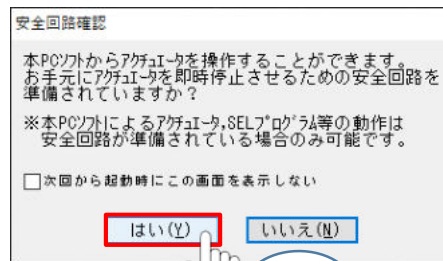 安全回路確認
本PCソフトからアクチュエータを操作することができます。
お手元にアクチュエータを即時停止させるための安全回路を
準備されていますか？
※本PCソフトによるアクチュエータ,SELプログラム等の動作は
安全回路が準備されている場合のみ可能です。
次回から起動時にこの画面を表示しない
はい(Y)
いいえ(N)